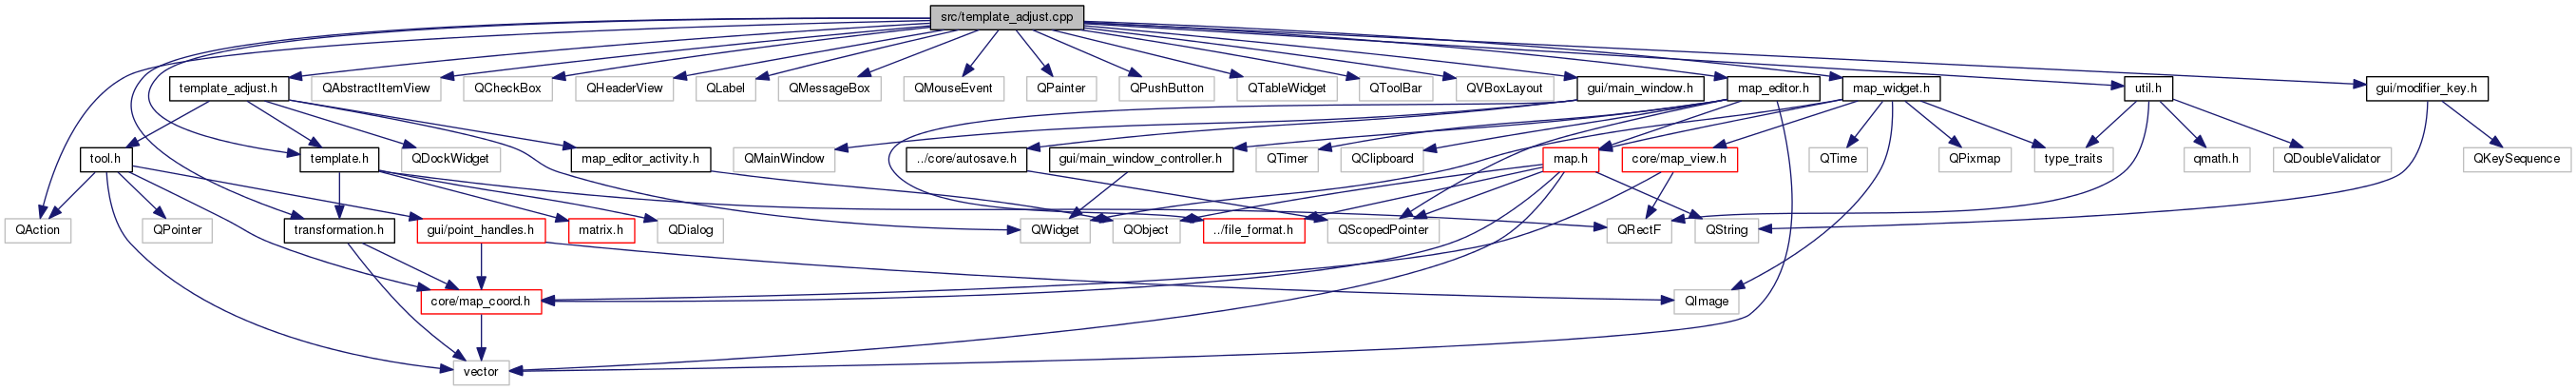 src/template_adjust.cpp
template_adjust.h
QAbstractItemView
QCheckBox
QHeaderView
QLabel
QMessageBox
QMouseEvent
QPainter
QPushButton
QTableWidget
QToolBar
QVBoxLayout
gui/main_window.h
map_editor.h
map_widget.h
util.h
gui/modifier_key.h
tool.h
template.h
QDockWidget
map_editor_activity.h
QMainWindow
../core/autosave.h
gui/main_window_controller.h
QTimer
QClipboard
map.h
core/map_view.h
QTime
QPixmap
type_traits
qmath.h
QDoubleValidator
QKeySequence
QAction
QPointer
transformation.h
gui/point_handles.h
matrix.h
QDialog
QWidget
QObject
../file_format.h
QScopedPointer
QRectF
QString
core/map_coord.h
QImage
vector